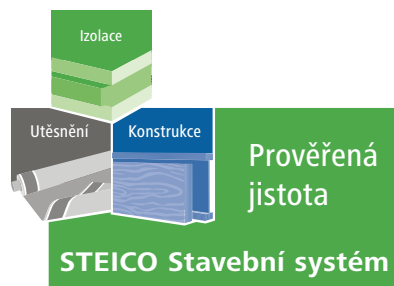 Izolace
Utěsnění
Konstrukce
Prověřená
jistota
STEICO Stavební systém